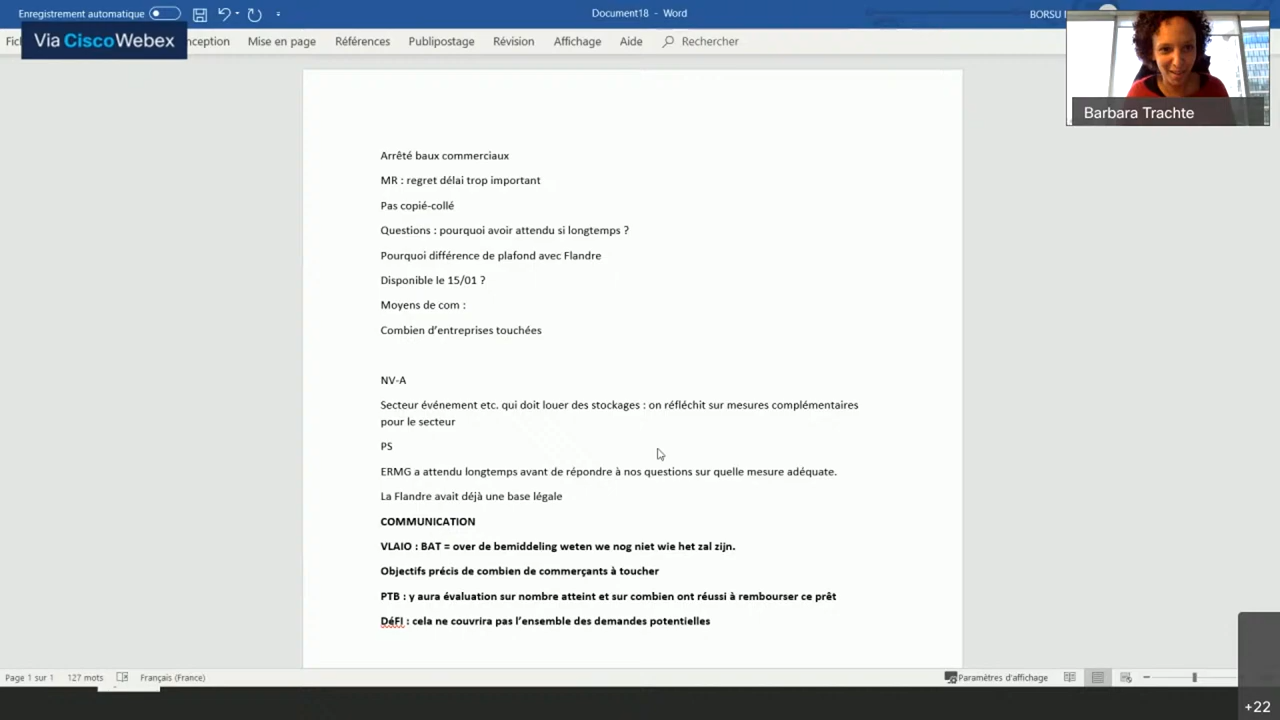 Enregistrement automatique
Document18 - Word
BORSU
Via CiscoWebex
Fic
ception
Mise en page
Références
Publipostage
Révision
Affichage
Aide
Rechercher
Barbara Trachte
Arrêté baux commerciaux
MR : regret délai trop important
Pas copié-collé
Questions : pourquoi avoir attendu si longtemps ?
Pourquoi différence de plafond avec Flandre
Disponible le 15/01 ?
Moyens de com :
Combien d’entreprises touchées
NV-A
Secteur événement etc. qui doit louer des stockages : on réfléchit sur mesures complémentaires
pour le secteur
PS
ERMG a attendu longtemps avant de répondre à nos questions sur quelle mesure adéquate.
La Flandre avait déjà une base légale
COMMUNICATION
VLAIO : BAT = over de bemiddeling weten we nog niet wie het zal zijn.
Objectifs précis de combien de commerçants à toucher
PTB : y aura évaluation sur nombre atteint et sur combien ont réussi à rembourser ce prêt
DéFI : cela ne couvrira pas l’ensemble des demandes potentielles
Page 1 sur 1
127 mots
Français (France)
Paramètres d'affichage
+22